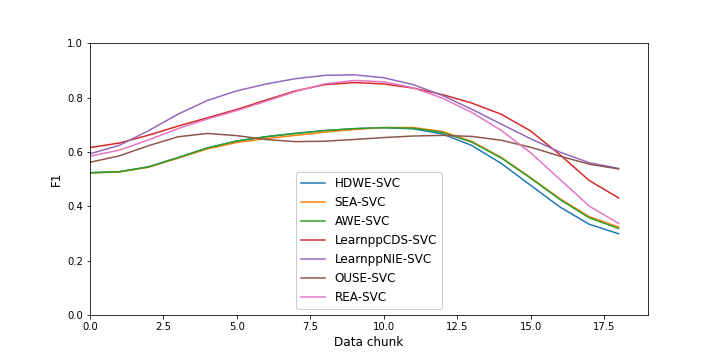 1.0
0.8
0.6
0.4
0.2
0.0
F1
HDWE-SVC
SEA-SVC
AWE-SVC
LearnppCDS-SVC
LearnppNIE-SVC
OUSE-SVC
REA-SVC
0.0 2.5 5.0 7.5 10.0 12.5 15.0 17.5
Data chunk